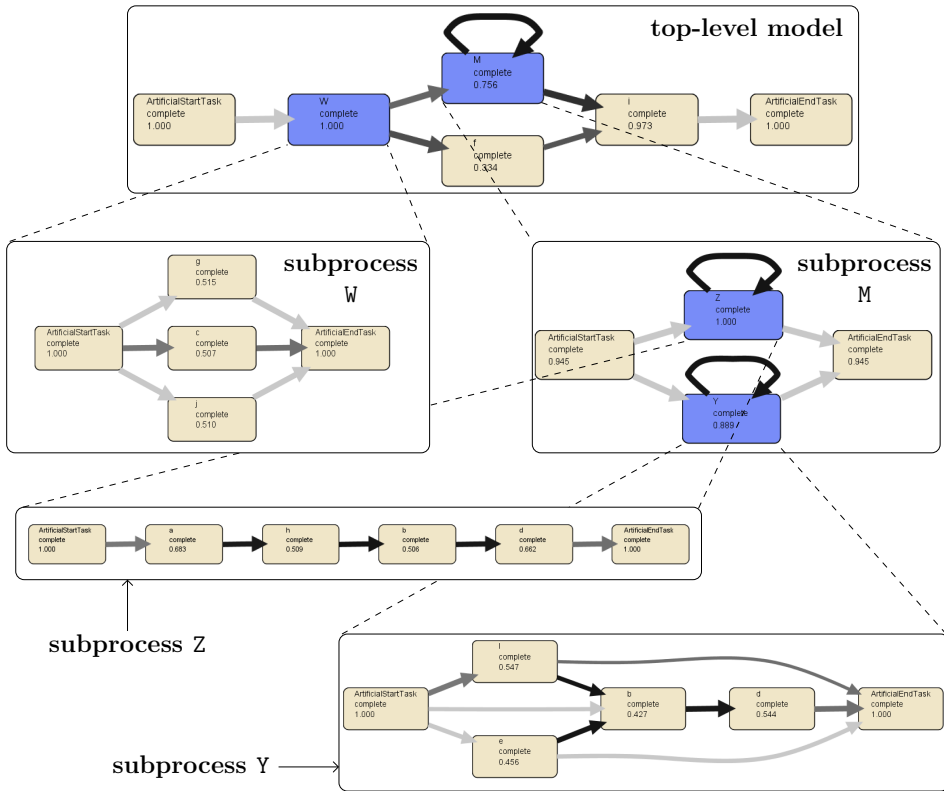 top-level model
M
complete
0.756
ArtificialStartTask
complete
1.000
W
complete
1.000
i
complete
0.973
ArtificialEndTask
complete
1.000
f
complete
0.334
subprocess
W
g
complete
0.515
ArtificialStartTask
complete
1.000
c
complete
0.507
ArtificialEndTask
complete
1.000
j
complete
0.510
subprocess
M
Z
complete
1.000
ArtificialStartTask
complete
0.945
ArtificialEndTask
complete
0.945
Y
complete
0.889
ArtificialStartTask
complete
1.000
a
complete
0.683
h
complete
0.509
b
complete
0.506
d
complete
0.662
ArtificialEndTask
complete
1.000
subprocess Z
l
complete
0.547
ArtificialStartTask
complete
1.000
b
complete
0.427
d
complete
0.544
ArtificialEndTask
complete
1.000
e
complete
0.456
subprocess Y